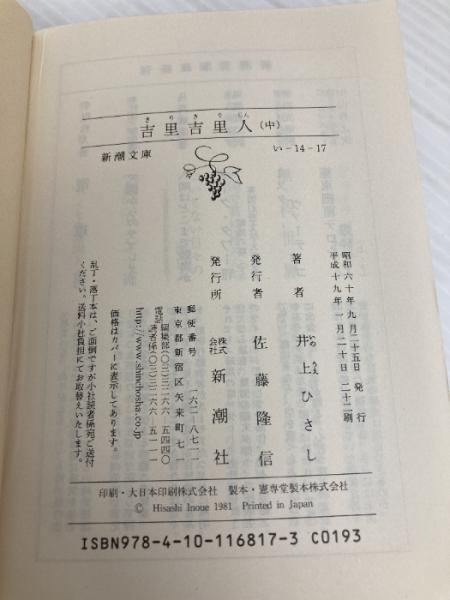 きりきりじん
吉里吉里人(中)
新潮文庫
い-14-17
昭和六十年九月二十五日 発行
平成十九年一月二十日 二十二刷
著者 井上ひさし
いのうえ
発行者 佐藤隆信
発行所 株式会社 新潮社
郵便番号 一六二-八七一一
東京都新宿区矢来町七一
電話 編集部(〇三)三二六六-五四四〇
読者係(〇三)三二六六-五一一一
http://www.shinchosha.co.jp
価格はカバーに表示してあります。
乱丁・落丁本は、ご面倒ですが小社読者係宛ご送付
ください。送料小社負担にてお取替えいたします。
印刷・大日本印刷株式会社 製本・憲専堂製本株式会社
© Hisashi Inoue 1981 Printed in Japan
ISBN978-4-10-116817-3 C0193